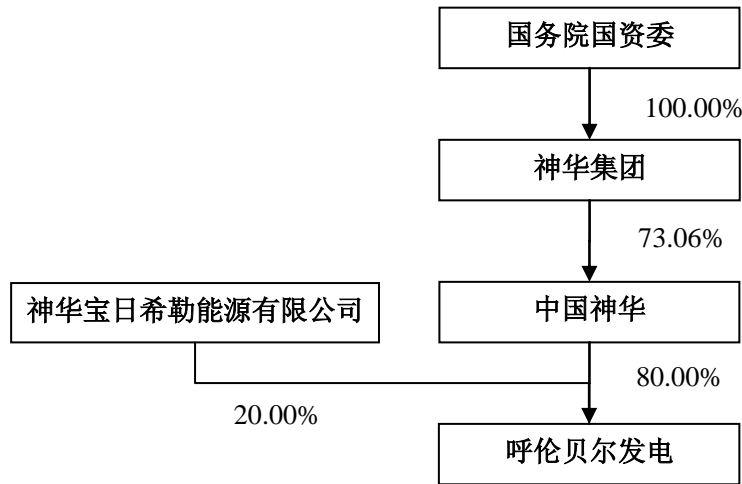 国务院国资委
100.00%
神华集团
73.06%
神华宝日希勒能源有限公司
中国神华
80.00%
20.00%
呼伦贝尔发电